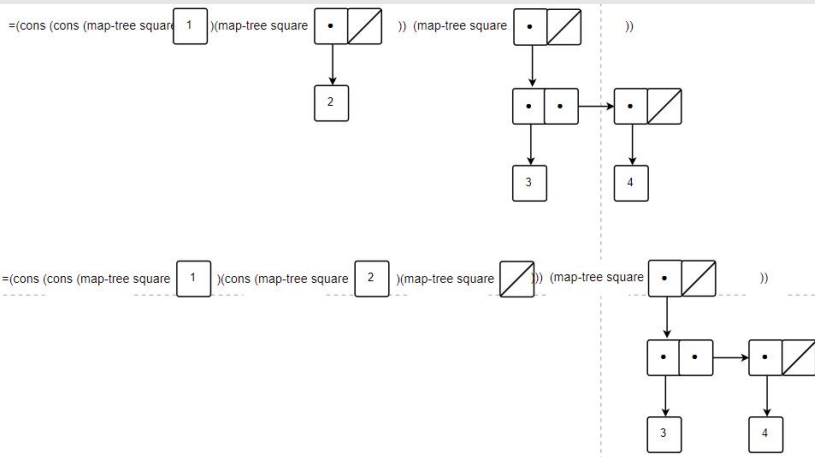 =(cons (cons (map-tree square 1 )(map-tree square )) (map-tree square ))
2
3 4
=(cons (cons (map-tree square 1 )(cons (map-tree square 2 )(map-tree square ))) (map-tree square ))
3 4